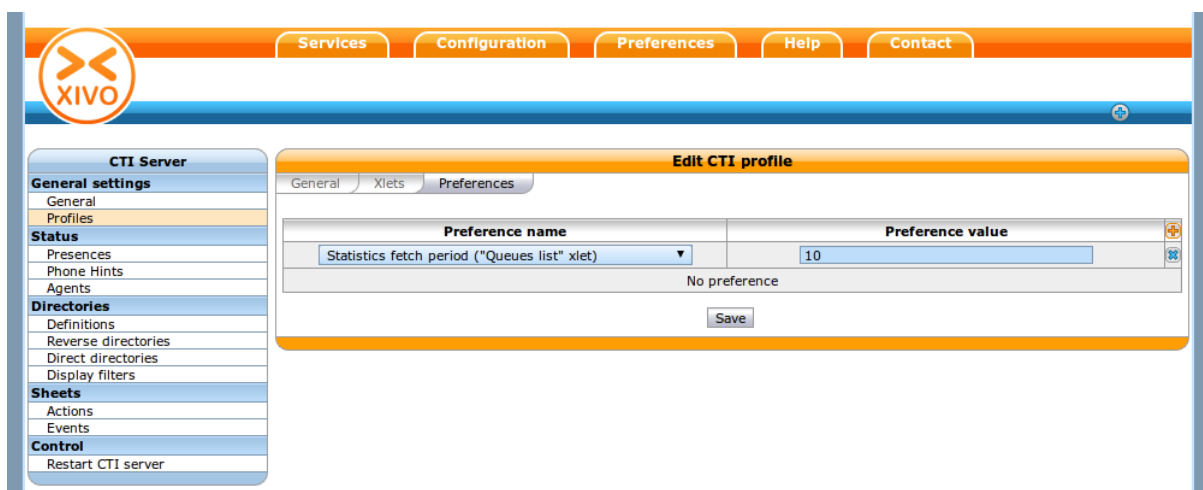 Services Configuration Preferences Help Contact
XIVO
CTI Server
General settings
General
Profiles
Status
Presences
Phone Hints
Agents
Directories
Definitions
Reverse directories
Direct directories
Display filters
Sheets
Actions
Events
Control
Restart CTI server
Edit CTI profile
General Xlets Preferences
Preference name Preference value
Statistics fetch period ("Queues list" xlet) 10
No preference
Save